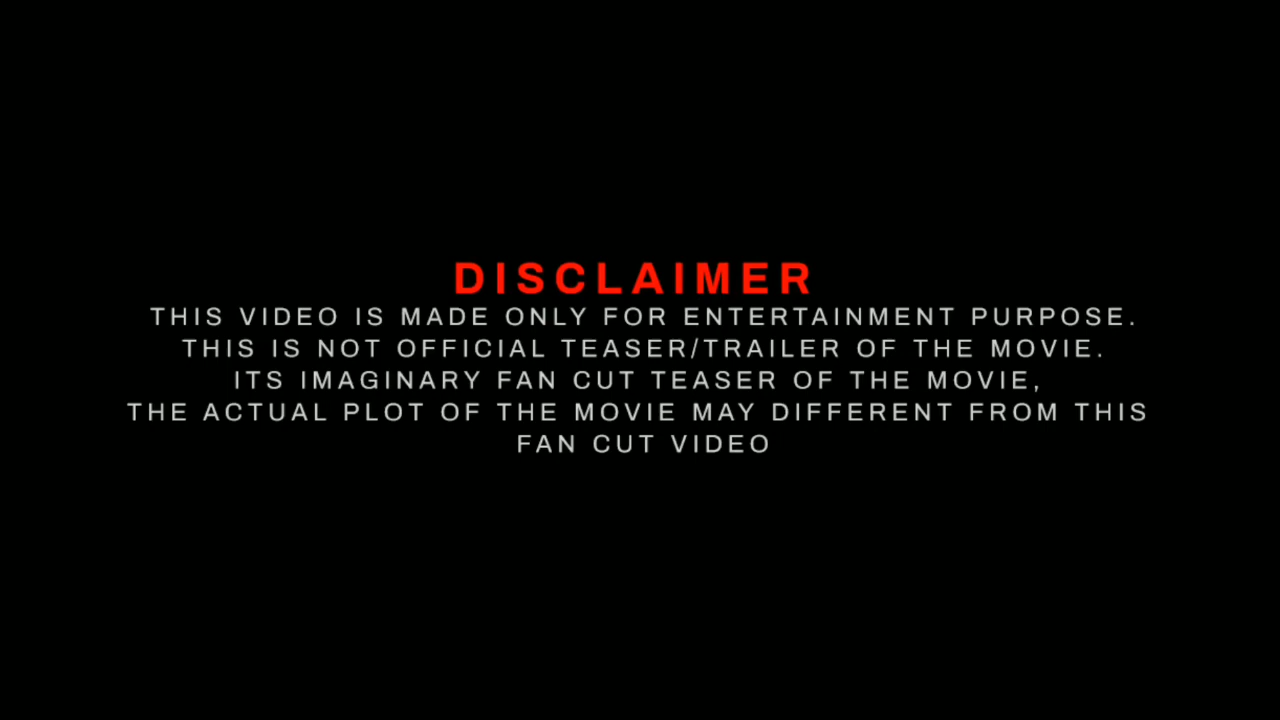 DISCLAIMER
THIS VIDEO IS MADE ONLY FOR ENTERTAINMENT PURPOSE.
THIS IS NOT OFFICIAL TEASER/TRAILER OF THE MOVIE.
ITS IMAGINARY FAN CUT TEASER OF THE MOVIE,
THE ACTUAL PLOT OF THE MOVIE MAY DIFFERENT FROM THIS
FAN CUT VIDEO